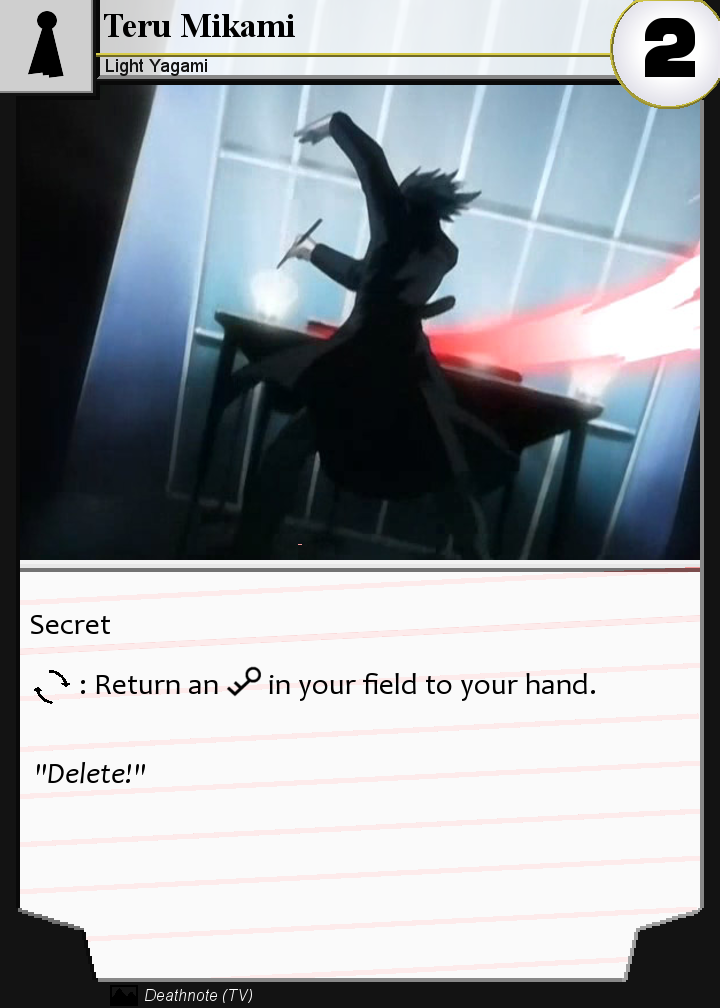 Teru Mikami
2
Light Yagami
Secret
: Return an in your field to your hand.
"Delete!"
Deathnote (TV)